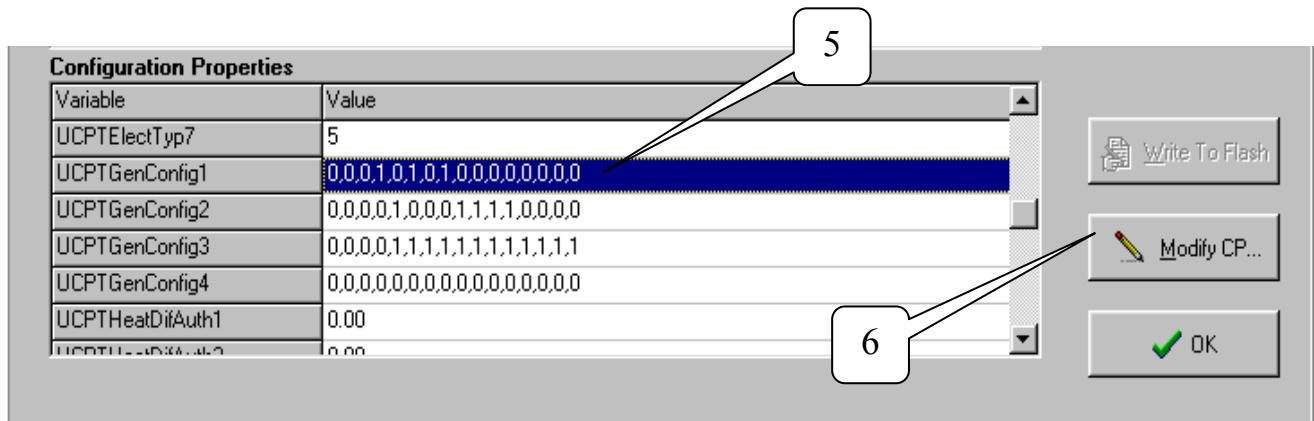 5
Configuration Properties
Variable Value
UCPTElectTyp7 5
UCPTGenConfig1 0,0,0,1,0,1,0,1,0,0,0,0,0,0,0,0
UCPTGenConfig2 0,0,0,0,1,0,0,0,1,1,1,1,0,0,0,0
UCPTGenConfig3 0,0,0,0,1,1,1,1,1,1,1,1,1,1,1,1
UCPTGenConfig4 0,0,0,0,0,0,0,0,0,0,0,0,0,0,0,0
UCPTHeatDifAuth1 0.00
Write To Flash
Modify CP...
6
OK